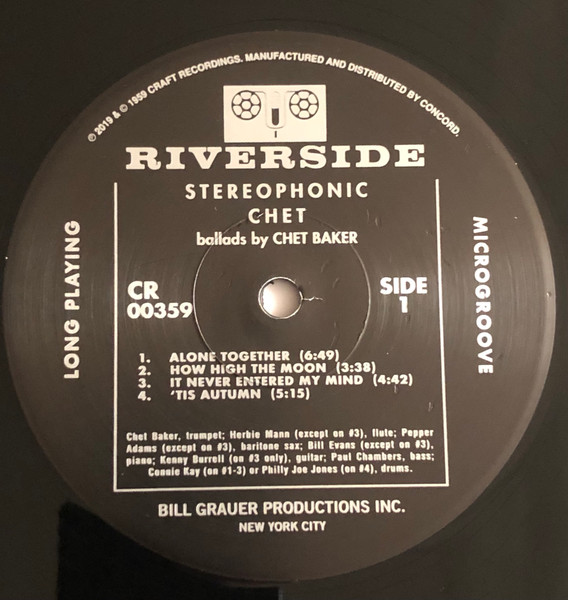 ℗ 2019 & © 1959 CRAFT RECORDINGS. MANUFACTURED AND DISTRIBUTED BY CONCORD.
RIVERSIDE
STEREOPHONIC
CHET
ballads by CHET BAKER
LONG PLAYING
MICROGROOVE
CR
00359
SIDE
1
1. ALONE TOGETHER (6:49)
2. HOW HIGH THE MOON (3:38)
3. IT NEVER ENTERED MY MIND (4:42)
4. 'TIS AUTUMN (5:15)
Chet Baker, trumpet; Herbie Mann (except on #3), flute; Pepper
Adams (except on #3), baritone sax; Bill Evans (except on #3),
piano; Kenny Burrell (on #3 only), guitar; Paul Chambers, bass;
Connie Kay (on #1-3) or Philly Joe Jones (on #4), drums.
BILL GRAUER PRODUCTIONS INC.
NEW YORK CITY